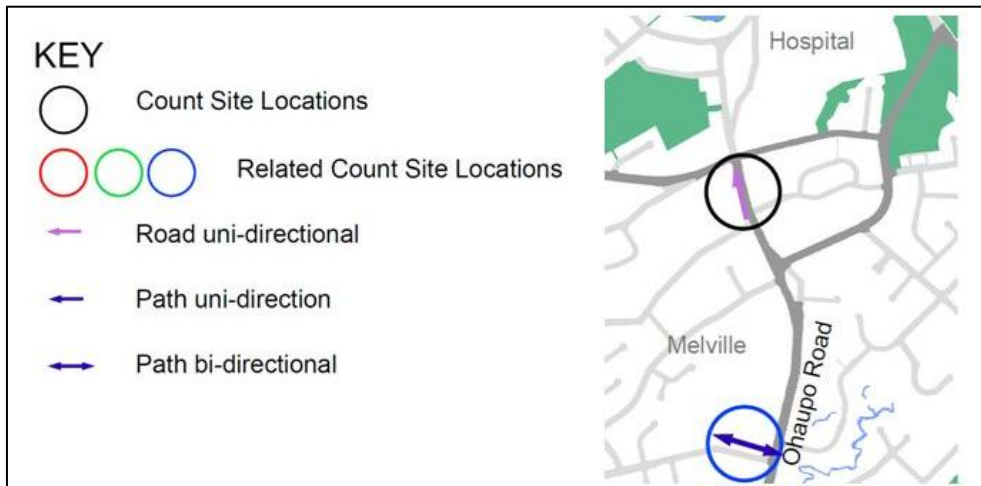 KEY
Count Site Locations
Related Count Site Locations
Road uni-directional
Path uni-direction
Path bi-directional
Hospital
Melville
Ohaupo Road